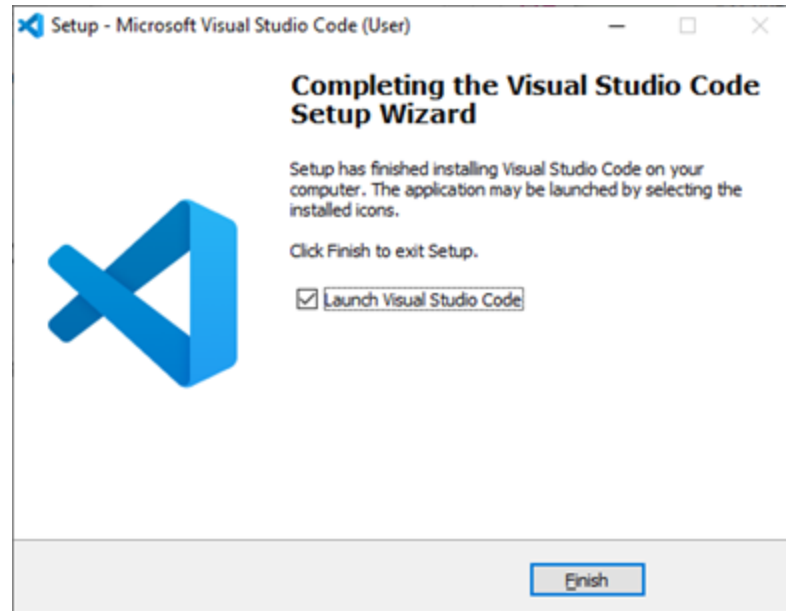 Setup - Microsoft Visual Studio Code (User)
Completing the Visual Studio Code
Setup Wizard
Setup has finished installing Visual Studio Code on your
computer. The application may be launched by selecting the
installed icons.
Click Finish to exit Setup.
Launch Visual Studio Code
Finish